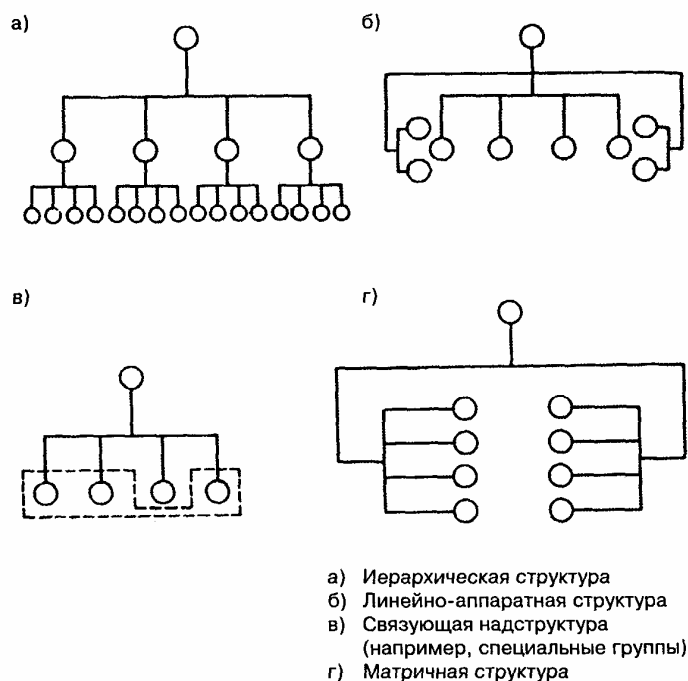 а)
б)
в)
г)
а) Иерархическая структура
б) Линейно-аппаратная структура
в) Связующая надструктура
(например, специальные группы)
г) Матричная структура